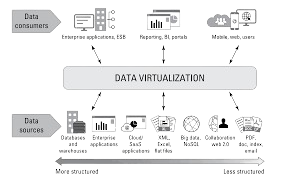 Data
consumers
Enterprise applications, ESB
Reporting, BI, portals
Mobile, web, users
DATA VIRTUALIZATION
Data
sources
Databases
and
warehouses
Enterprise
applications
Cloud/
SaaS
applications
XML,
Excel,
flat files
Big data,
NoSQL
Collaboration
web 2.0
PDF,
doc, index,
email
More structured
Less structured